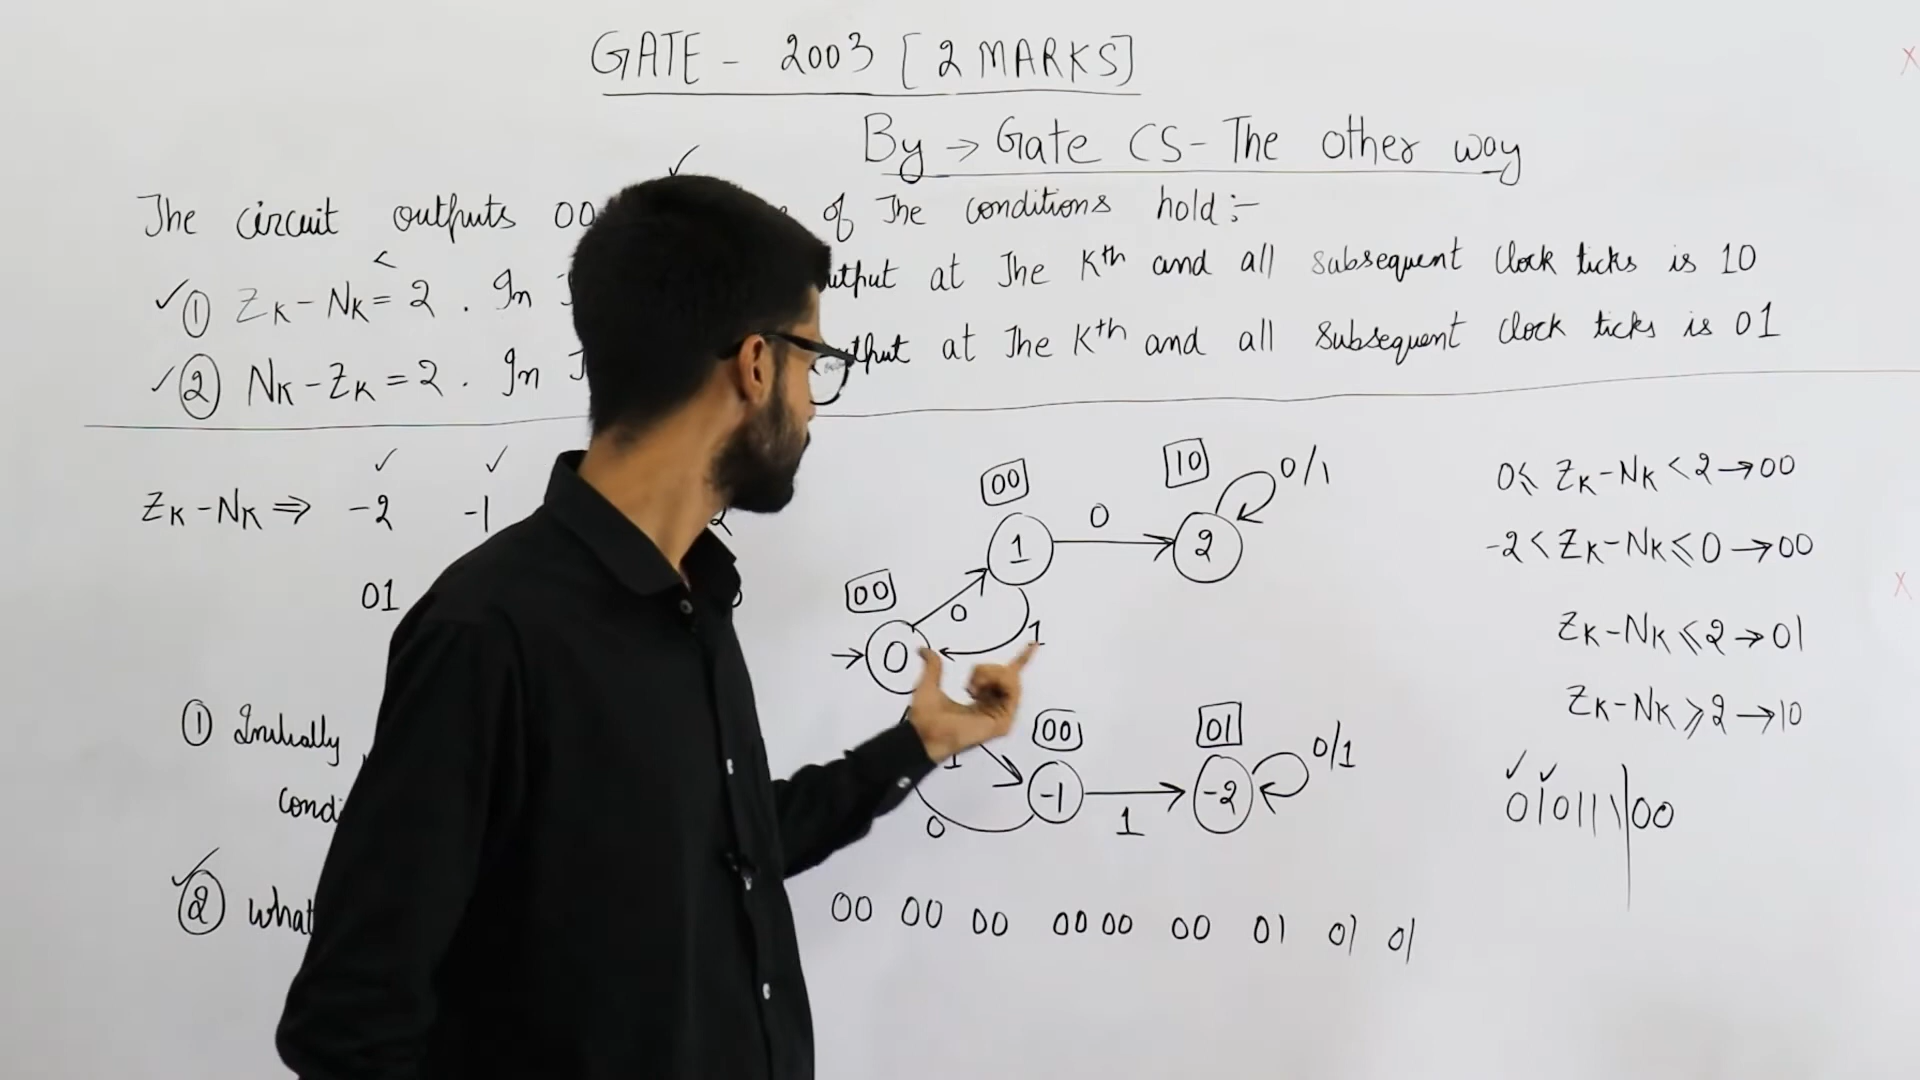 GATE - 2003 [2 MARKS]
By → Gate CS - The other way
The circuit outputs 00 of The conditions hold :-
① ZK - NK = 2 . In utput at The Kth and all subsequent clock ticks is 10
<
② NK - ZK = 2 . In utput at The Kth and all subsequent clock ticks is 01
ZK - NK ⇒ -2 -1 2
01
① Initially
condi
② what
00 00 00 00 00 00 01 01 01
00 10 0/1
1 0 2
00 0
0 1
00 01 0/1
1 -1 1 -2
0
0 ≤ ZK - NK < 2 → 00
-2 < ZK - NK ≤ 0 → 00
ZK - NK ≤ 2 → 01
ZK - NK ≥ 2 → 10
010111|00